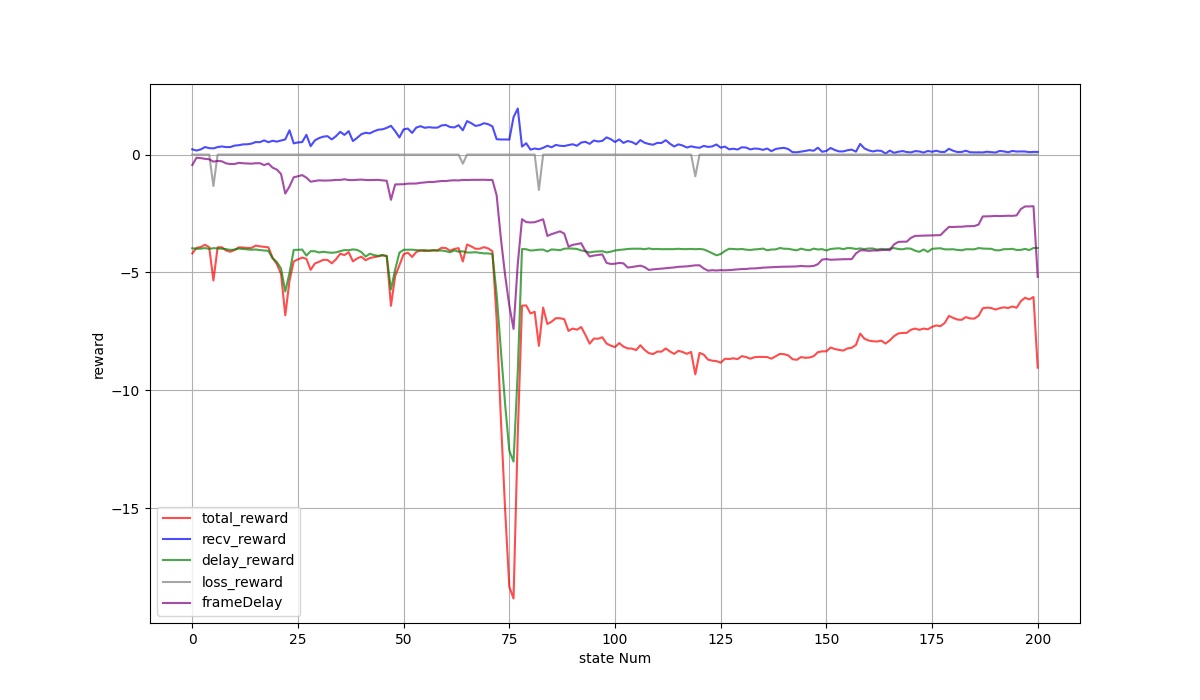 0
−5
−10
−15
reward
0
25
50
75
100
125
150
175
200
state Num
total_reward
recv_reward
delay_reward
loss_reward
frameDelay